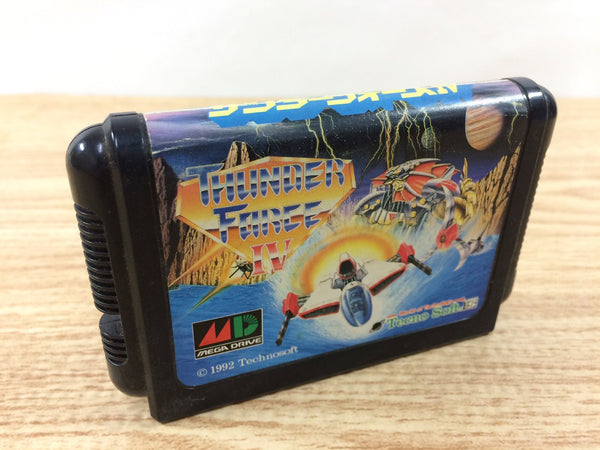 サンダーフォースIV
THUNDER
FORCE
IV
MD
MEGA DRIVE
© 1992 Technosoft
Tecno Soft